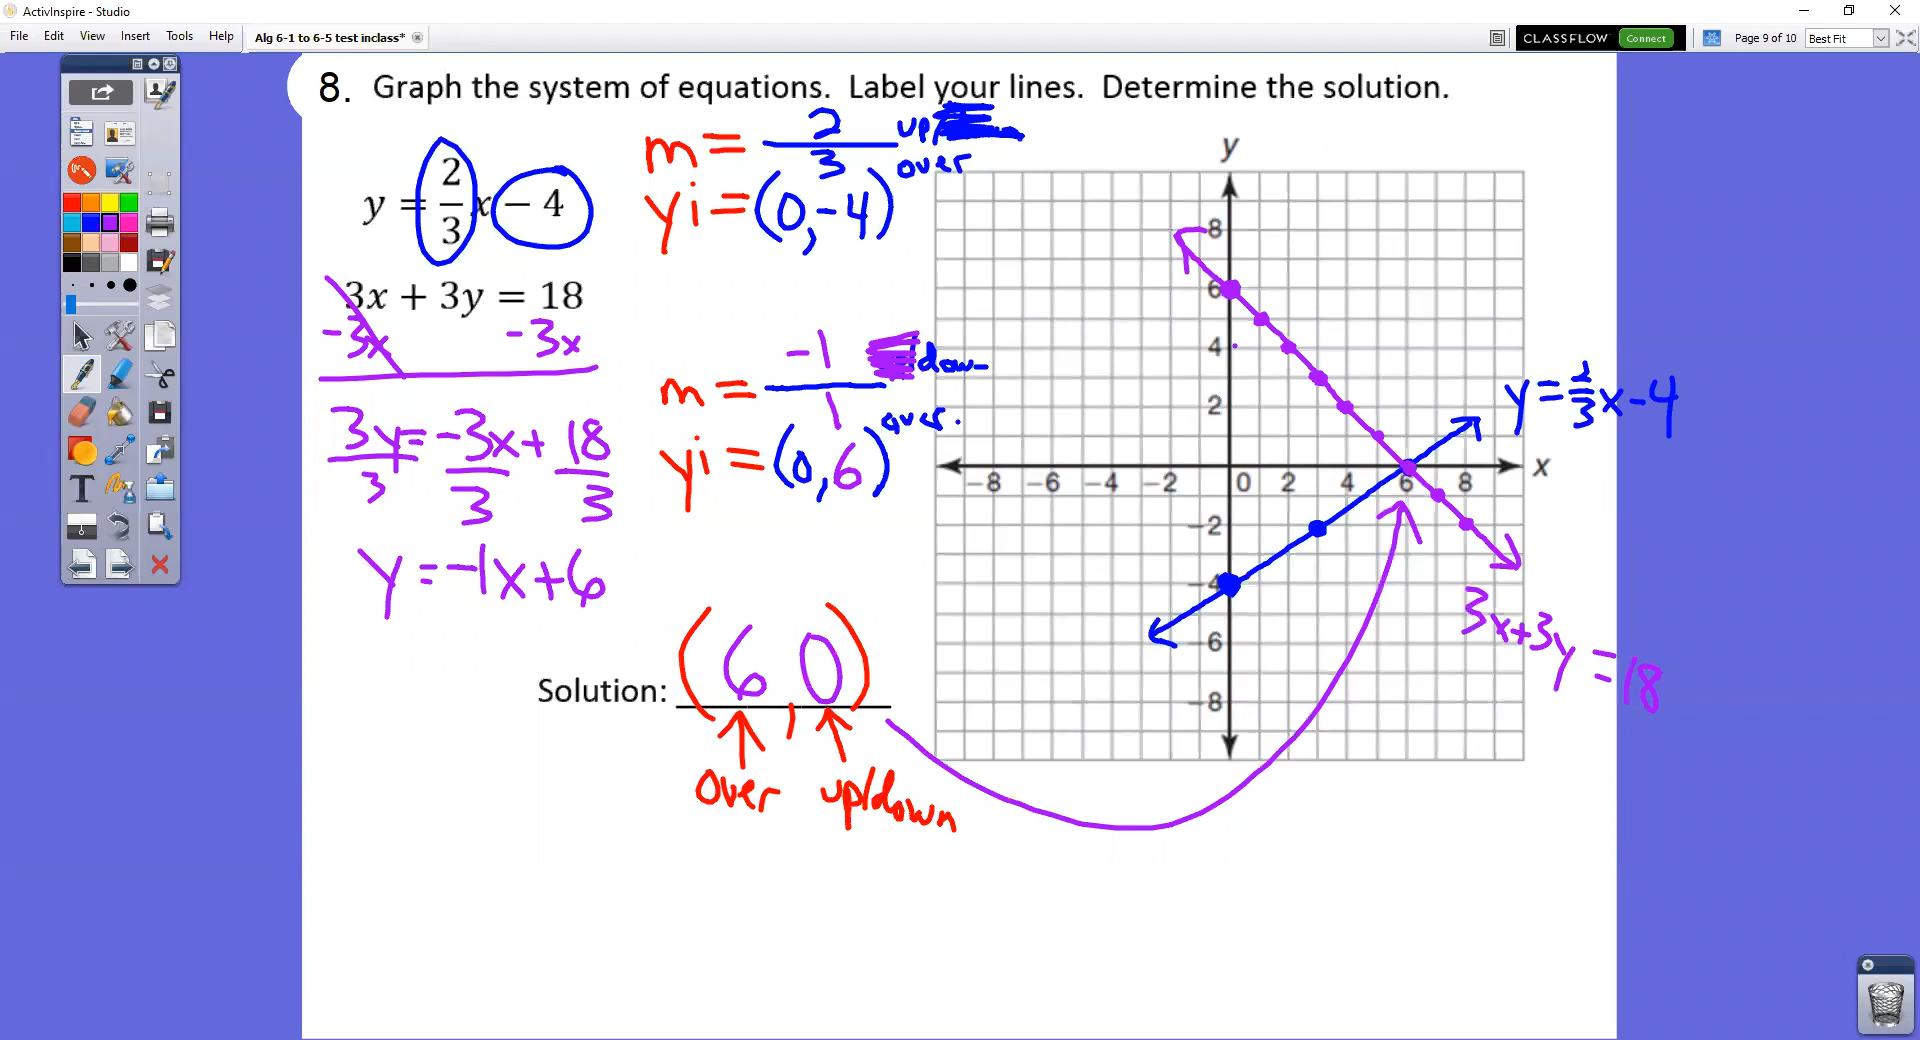 ActivInspire - Studio
File Edit View Insert Tools Help Alg 6-1 to 6-5 test inclass* CLASSFLOW Connect Page 9 of 10 Best Fit
8. Graph the system of equations. Label your lines. Determine the solution.
y = 2/3 x − 4
m = 2/3 up/ over
yi = (0, -4)
3x + 3y = 18
-3x -3x
3y = -3x + 18
3 3 3
y = -1x + 6
m = -1/1 down over
yi = (0, 6)
Solution: (6, 0)
over up/down
y
8
6
4
2
−8 −6 −4 −2 0 2 4 6 8 x
−2
−4
−6
−8
y = 2/3 x - 4
3x + 3y = 18
T